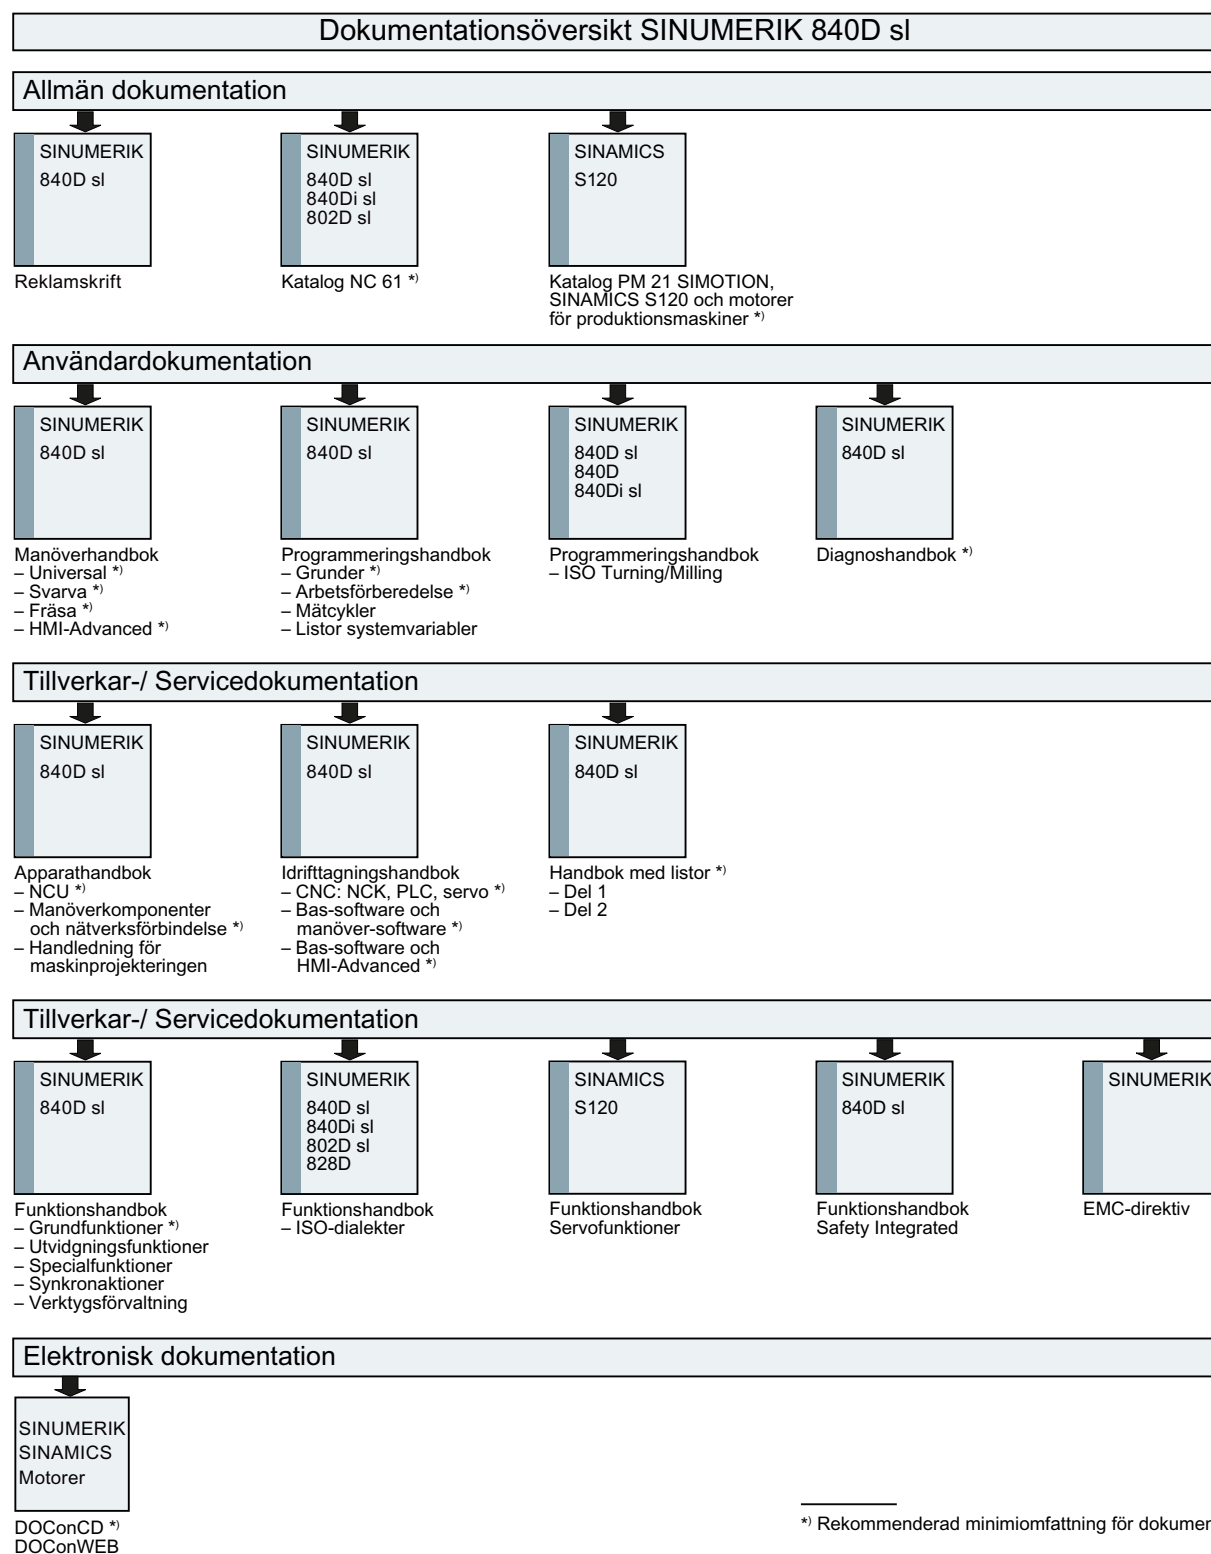 Dokumentationsöversikt SINUMERIK 840D sl
Allmän dokumentation
SINUMERIK
840D sl
Reklamskrift
SINUMERIK
840D sl
840Di sl
802D sl
Katalog NC 61 *)
SINAMICS
S120
Katalog PM 21 SIMOTION,
SINAMICS S120 och motorer
för produktionsmaskiner *)
Användardokumentation
SINUMERIK
840D sl
Manöverhandbok
– Universal *)
– Svarva *)
– Fräsa *)
– HMI-Advanced *)
SINUMERIK
840D sl
Programmeringshandbok
– Grunder *)
– Arbetsförberedelse *)
– Mätcykler
– Listor systemvariabler
SINUMERIK
840D sl
840D
840Di sl
Programmeringshandbok
– ISO Turning/Milling
SINUMERIK
840D sl
Diagnoshandbok *)
Tillverkar-/ Servicedokumentation
SINUMERIK
840D sl
Apparathandbok
– NCU *)
– Manöverkomponenter
och nätverksförbindelse *)
– Handledning för
maskinprojekteringen
SINUMERIK
840D sl
Idrifttagningshandbok
– CNC: NCK, PLC, servo *)
– Bas-software och
manöver-software *)
– Bas-software och
HMI-Advanced *)
SINUMERIK
840D sl
Handbok med listor *)
– Del 1
– Del 2
Tillverkar-/ Servicedokumentation
SINUMERIK
840D sl
Funktionshandbok
– Grundfunktioner *)
– Utvidgningsfunktioner
– Specialfunktioner
– Synkronaktioner
– Verktygsförvaltning
SINUMERIK
840D sl
840Di sl
802D sl
828D
Funktionshandbok
– ISO-dialekter
SINAMICS
S120
Funktionshandbok
Servofunktioner
SINUMERIK
840D sl
Funktionshandbok
Safety Integrated
SINUMERIK
EMC-direktiv
Elektronisk dokumentation
SINUMERIK
SINAMICS
Motorer
DOConCD *)
DOConWEB
*) Rekommenderad minimiomfattning för dokumen